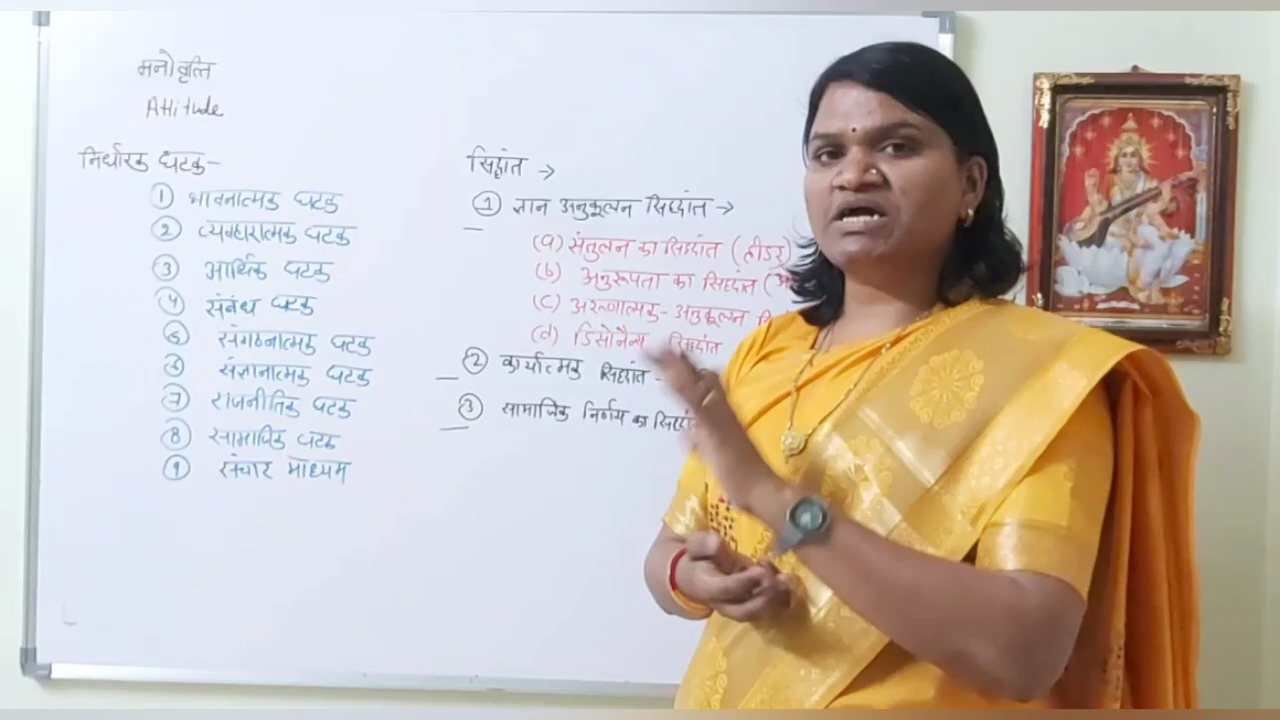 मनोवृत्ति
Attitude
निर्धारक घटक-
① भावनात्मक घटक
② व्यवहारात्मक घटक
③ आर्थिक घटक
④ संबंध घटक
⑤ संगठनात्मक घटक
⑥ संज्ञानात्मक घटक
⑦ राजनीतिक घटक
⑧ सामाजिक घटक
⑨ संचार माध्यम
सिद्धांत →
① ज्ञान अनुकूलन सिद्धांत →
(a) संतुलन का सिद्धांत (हीडर)
(b) अनुरूपता का सिद्धांत (
(c) अनुकूलन
(d) सिद्धांत
② कार्यात्मक सिद्धांत -
③ सामाजिक निर्णय का सिद्धांत